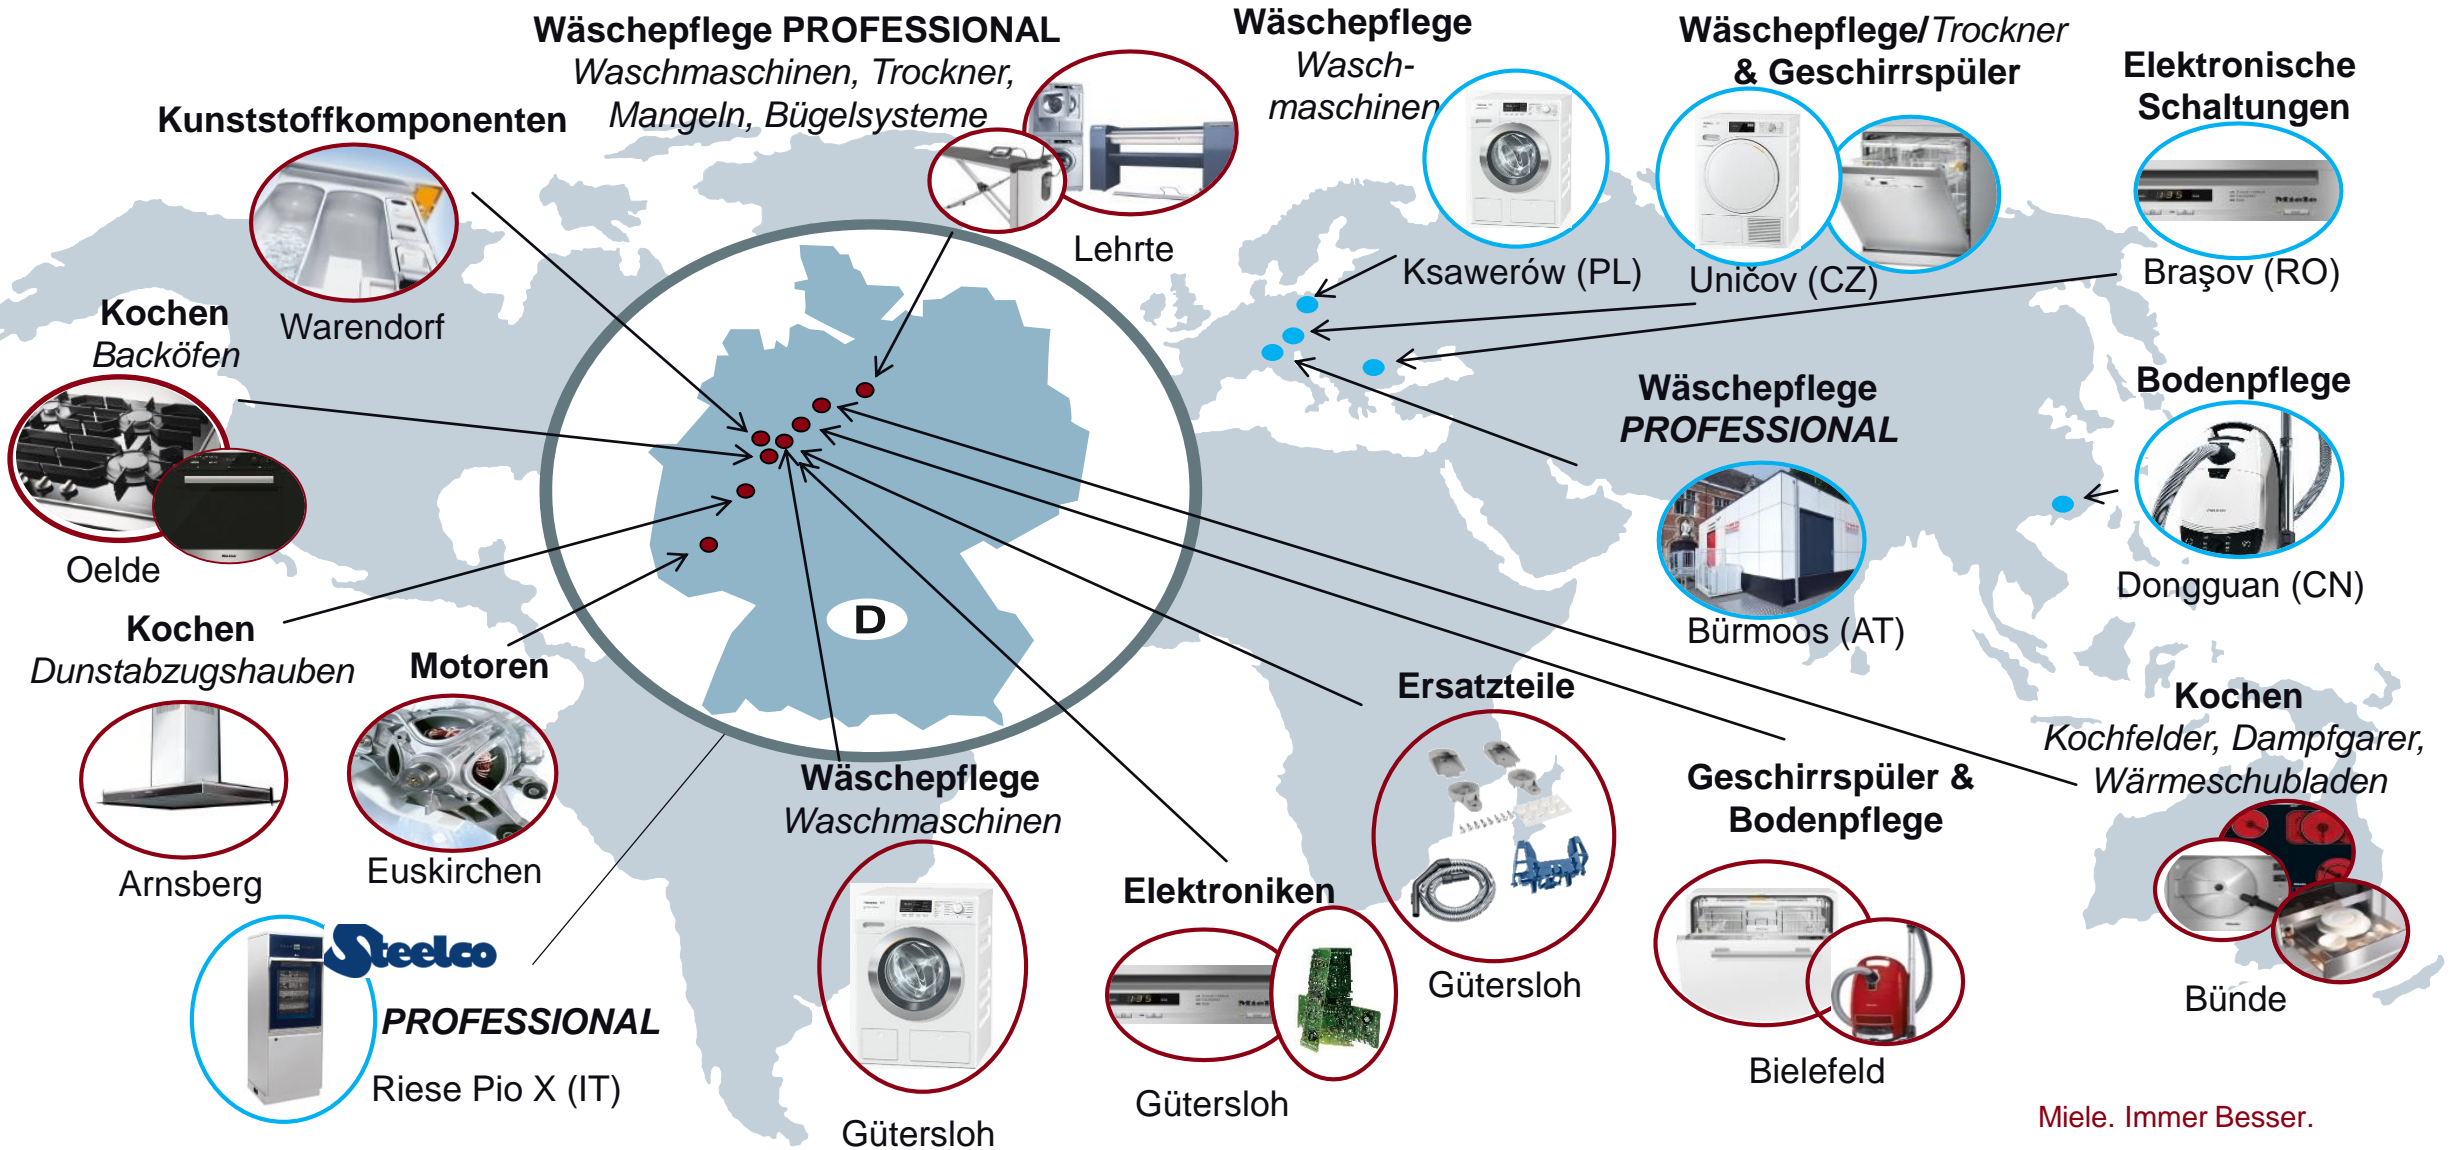 Wäschepflege PROFESSIONAL
Waschmaschinen, Trockner,
Mangeln, Bügelsysteme
Lehrte
Wäschepflege
Wasch-
maschinen
Ksawerów (PL)
Wäschepflege/Trockner
& Geschirrspüler
Uničov (CZ)
Elektronische
Schaltungen
Miele
Braşov (RO)
Kunststoffkomponenten
Warendorf
Kochen
Backöfen
Oelde
Wäschepflege
PROFESSIONAL
Bürmoos (AT)
Bodenpflege
Dongguan (CN)
D
Kochen
Dunstabzugshauben
Arnsberg
Motoren
Euskirchen
Steelco
PROFESSIONAL
Riese Pio X (IT)
Wäschepflege
Waschmaschinen
Gütersloh
Elektroniken
Gütersloh
Ersatzteile
Gütersloh
Geschirrspüler &
Bodenpflege
Bielefeld
Kochen
Kochfelder, Dampfgarer,
Wärmeschubladen
Bünde
Miele. Immer Besser.